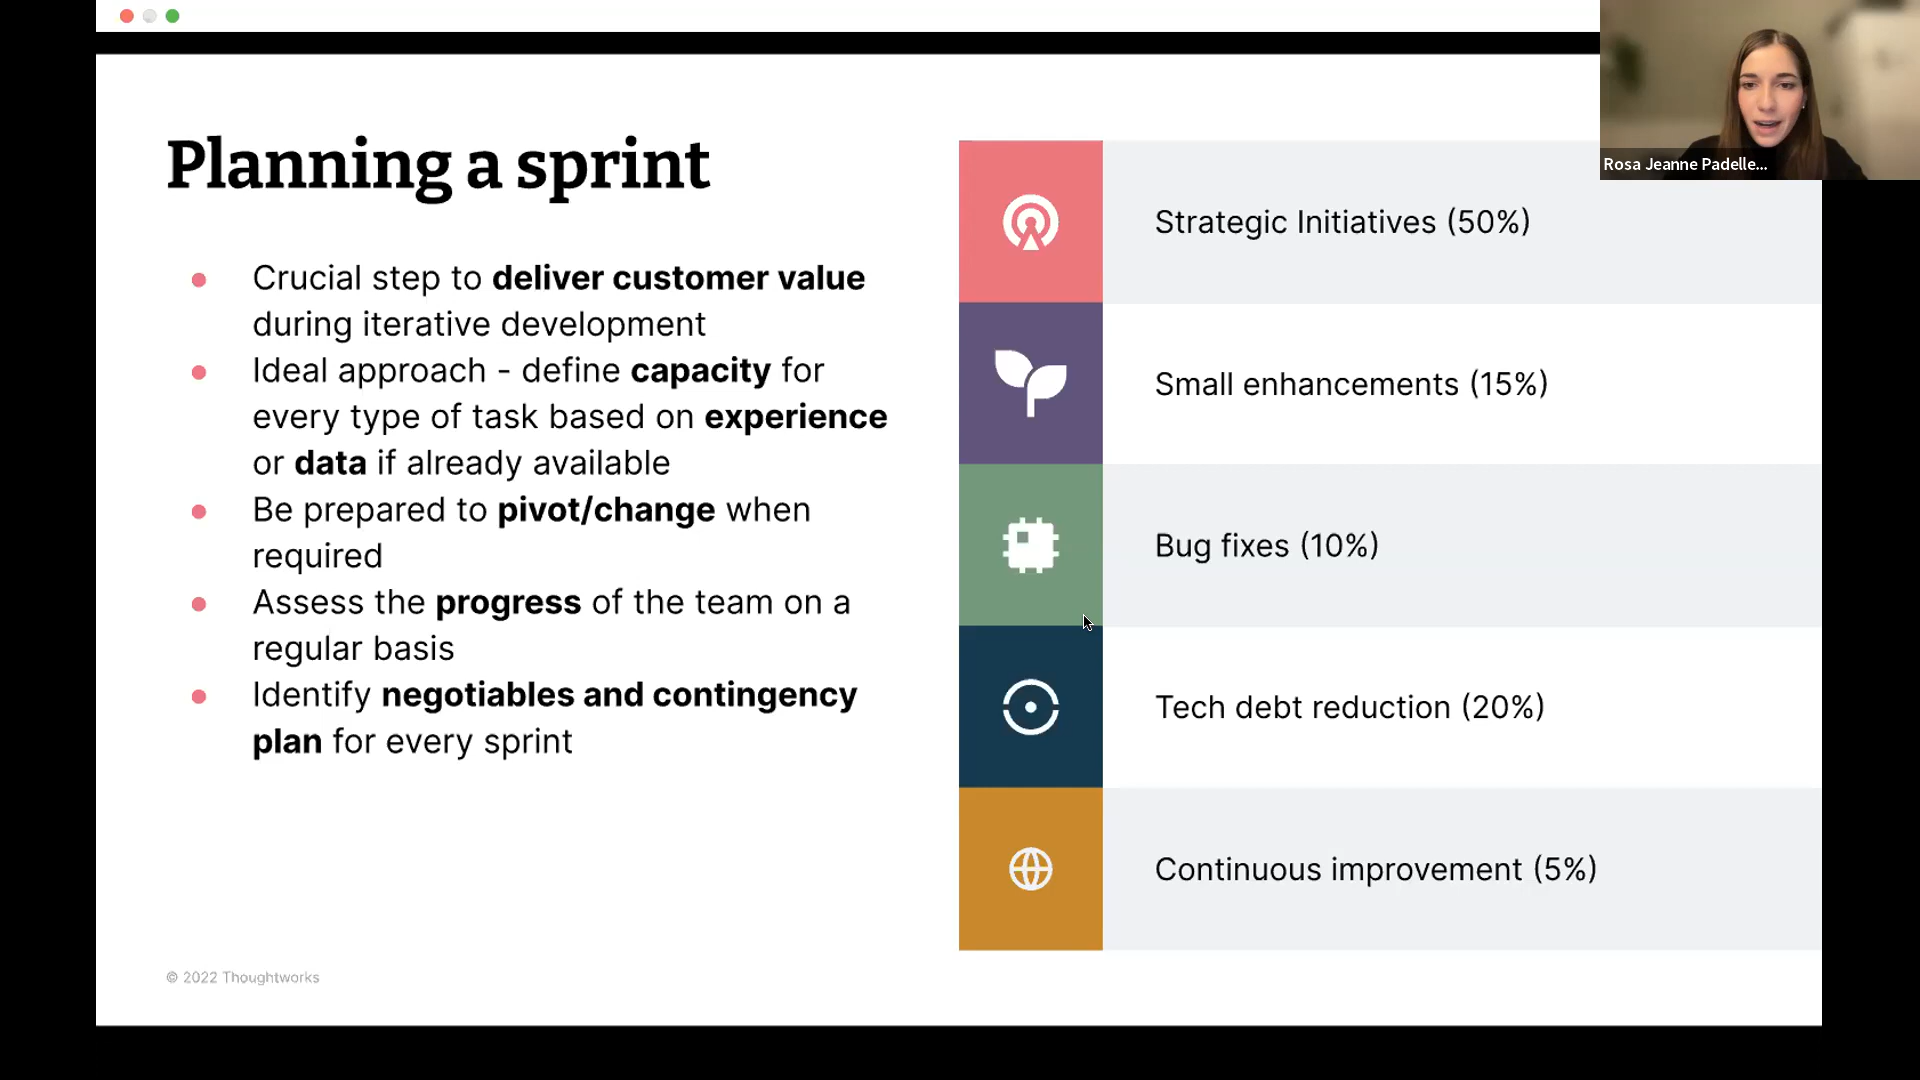 Planning a sprint
Crucial step to deliver customer value
during iterative development
Ideal approach - define capacity for
every type of task based on experience
or data if already available
Be prepared to pivot/change when
required
Assess the progress of the team on a
regular basis
Identify negotiables and contingency
plan for every sprint
Strategic Initiatives (50%)
Small enhancements (15%)
Bug fixes (10%)
Tech debt reduction (20%)
Continuous improvement (5%)
© 2022 Thoughtworks
Rosa Jeanne Padelle...